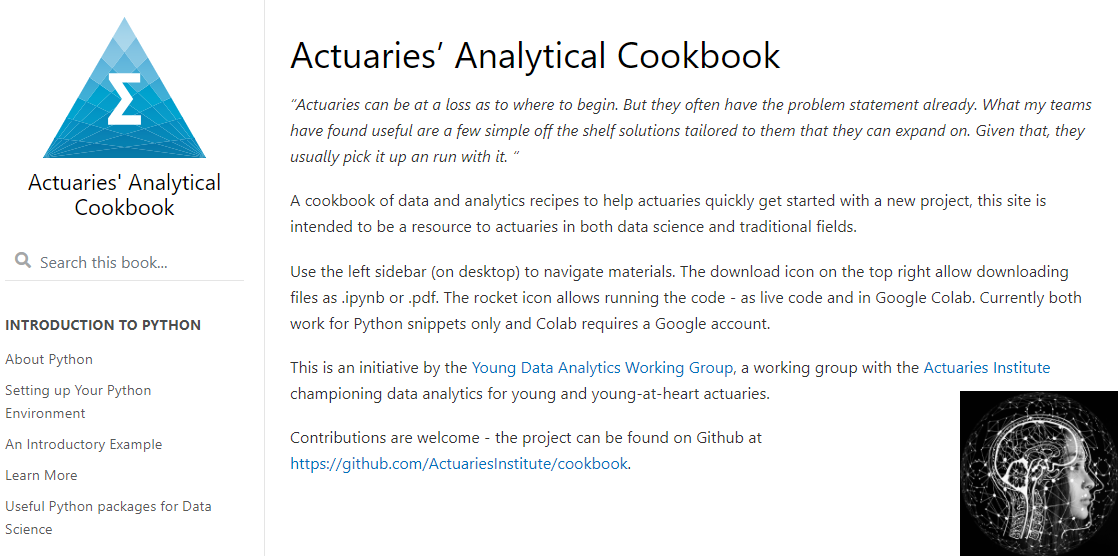 Σ
Actuaries' Analytical
Cookbook
Search this book...
INTRODUCTION TO PYTHON
About Python
Setting up Your Python
Environment
An Introductory Example
Learn More
Useful Python packages for Data
Science
Actuaries’ Analytical Cookbook
“Actuaries can be at a loss as to where to begin. But they often have the problem statement already. What my teams
have found useful are a few simple off the shelf solutions tailored to them that they can expand on. Given that, they
usually pick it up an run with it. “
A cookbook of data and analytics recipes to help actuaries quickly get started with a new project, this site is
intended to be a resource to actuaries in both data science and traditional fields.
Use the left sidebar (on desktop) to navigate materials. The download icon on the top right allow downloading
files as .ipynb or .pdf. The rocket icon allows running the code - as live code and in Google Colab. Currently both
work for Python snippets only and Colab requires a Google account.
This is an initiative by the Young Data Analytics Working Group, a working group with the Actuaries Institute
championing data analytics for young and young-at-heart actuaries.
Contributions are welcome - the project can be found on Github at
https://github.com/ActuariesInstitute/cookbook.